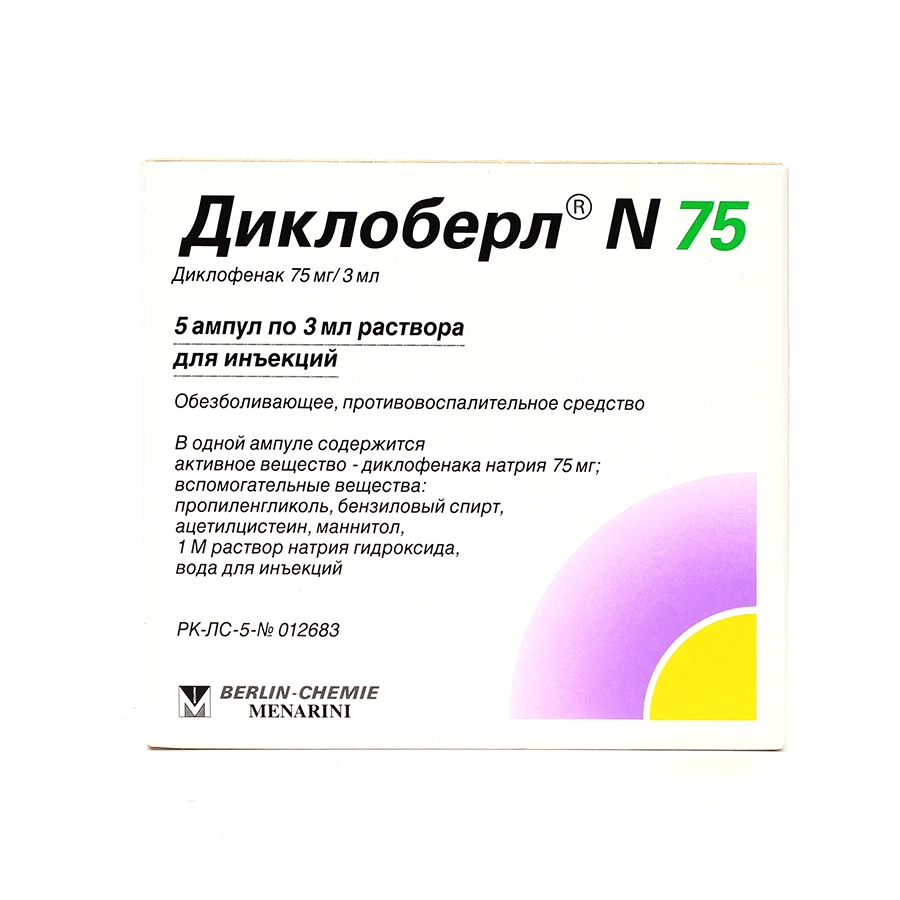 Диклоберл® N 75
Диклофенак 75 мг/ 3 мл
5 ампул по 3 мл раствора
для инъекций
Обезболивающее, противовоспалительное средство
В одной ампуле содержится
активное вещество - диклофенака натрия 75 мг;
вспомогательные вещества:
пропиленгликоль, бензиловый спирт,
ацетилцистеин, маннитол,
1 М раствор натрия гидроксида,
вода для инъекций
РК-ЛС-5-№ 012683
BERLIN-CHEMIE
MENARINI